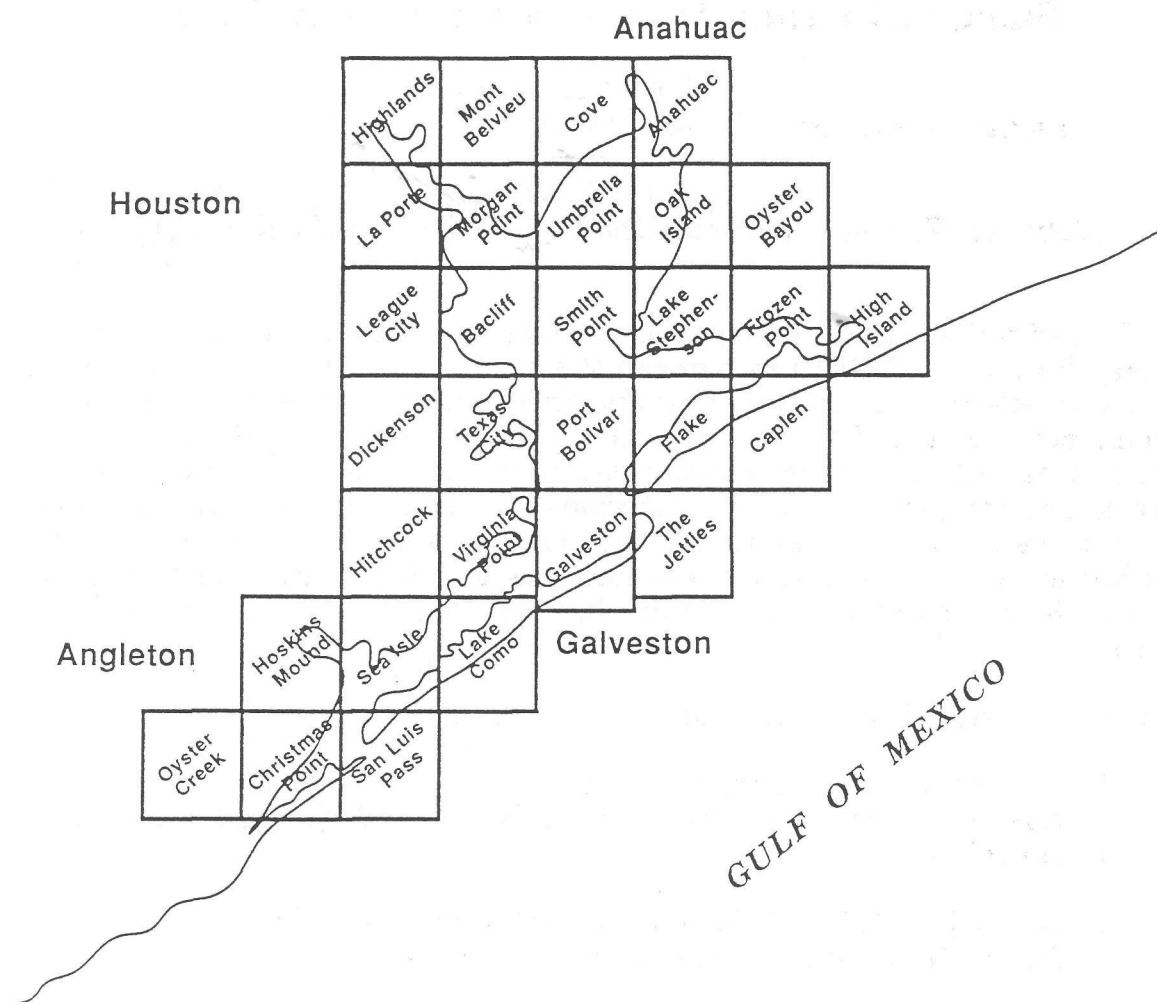 Anahuac
Highlands
Mont
Belvieu
Cove
Anahuac
Houston
La Porte
Morgan
Point
Umbrella
Point
Oak
Island
Oyster
Bayou
League
City
Bacliff
Smith
Point
Lake
Stephen-
son
Frozen
Point
High
Island
Dickenson
Texas
City
Port
Bolivar
Flake
Caplen
Hitchcock
Virginia
Point
Galveston
The
Jetties
Angleton
Hoskins
Mound
Sea Isle
Lake
Como
Galveston
Oyster
Creek
Christmas
Point
San Luis
Pass
GULF OF MEXICO